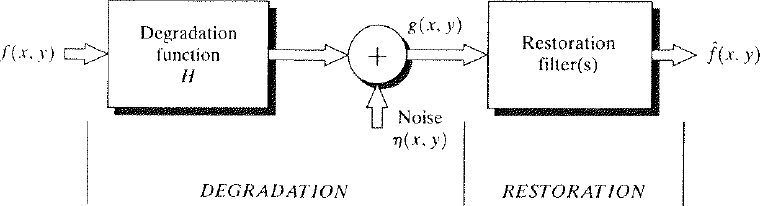 f(x, y)
Degradation
function
H
+
g(x, y)
Noise
η(x, y)
Restoration
filter(s)
f̂(x, y)
DEGRADATION
RESTORATION